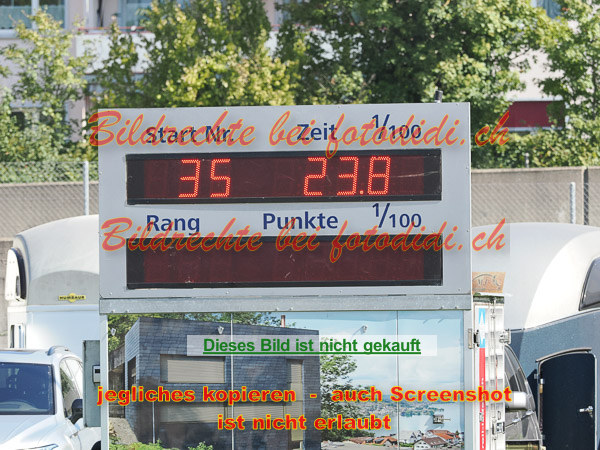 Bildrechte bei fotodidi.ch
Start Nr. Zeit 1/100
35 23.8
Rang Punkte 1/100
Bildrechte bei fotodidi.ch
HUMBAUR
Dieses Bild ist nicht gekauft
jegliches kopieren - auch Screenshot
ist nicht erlaubt